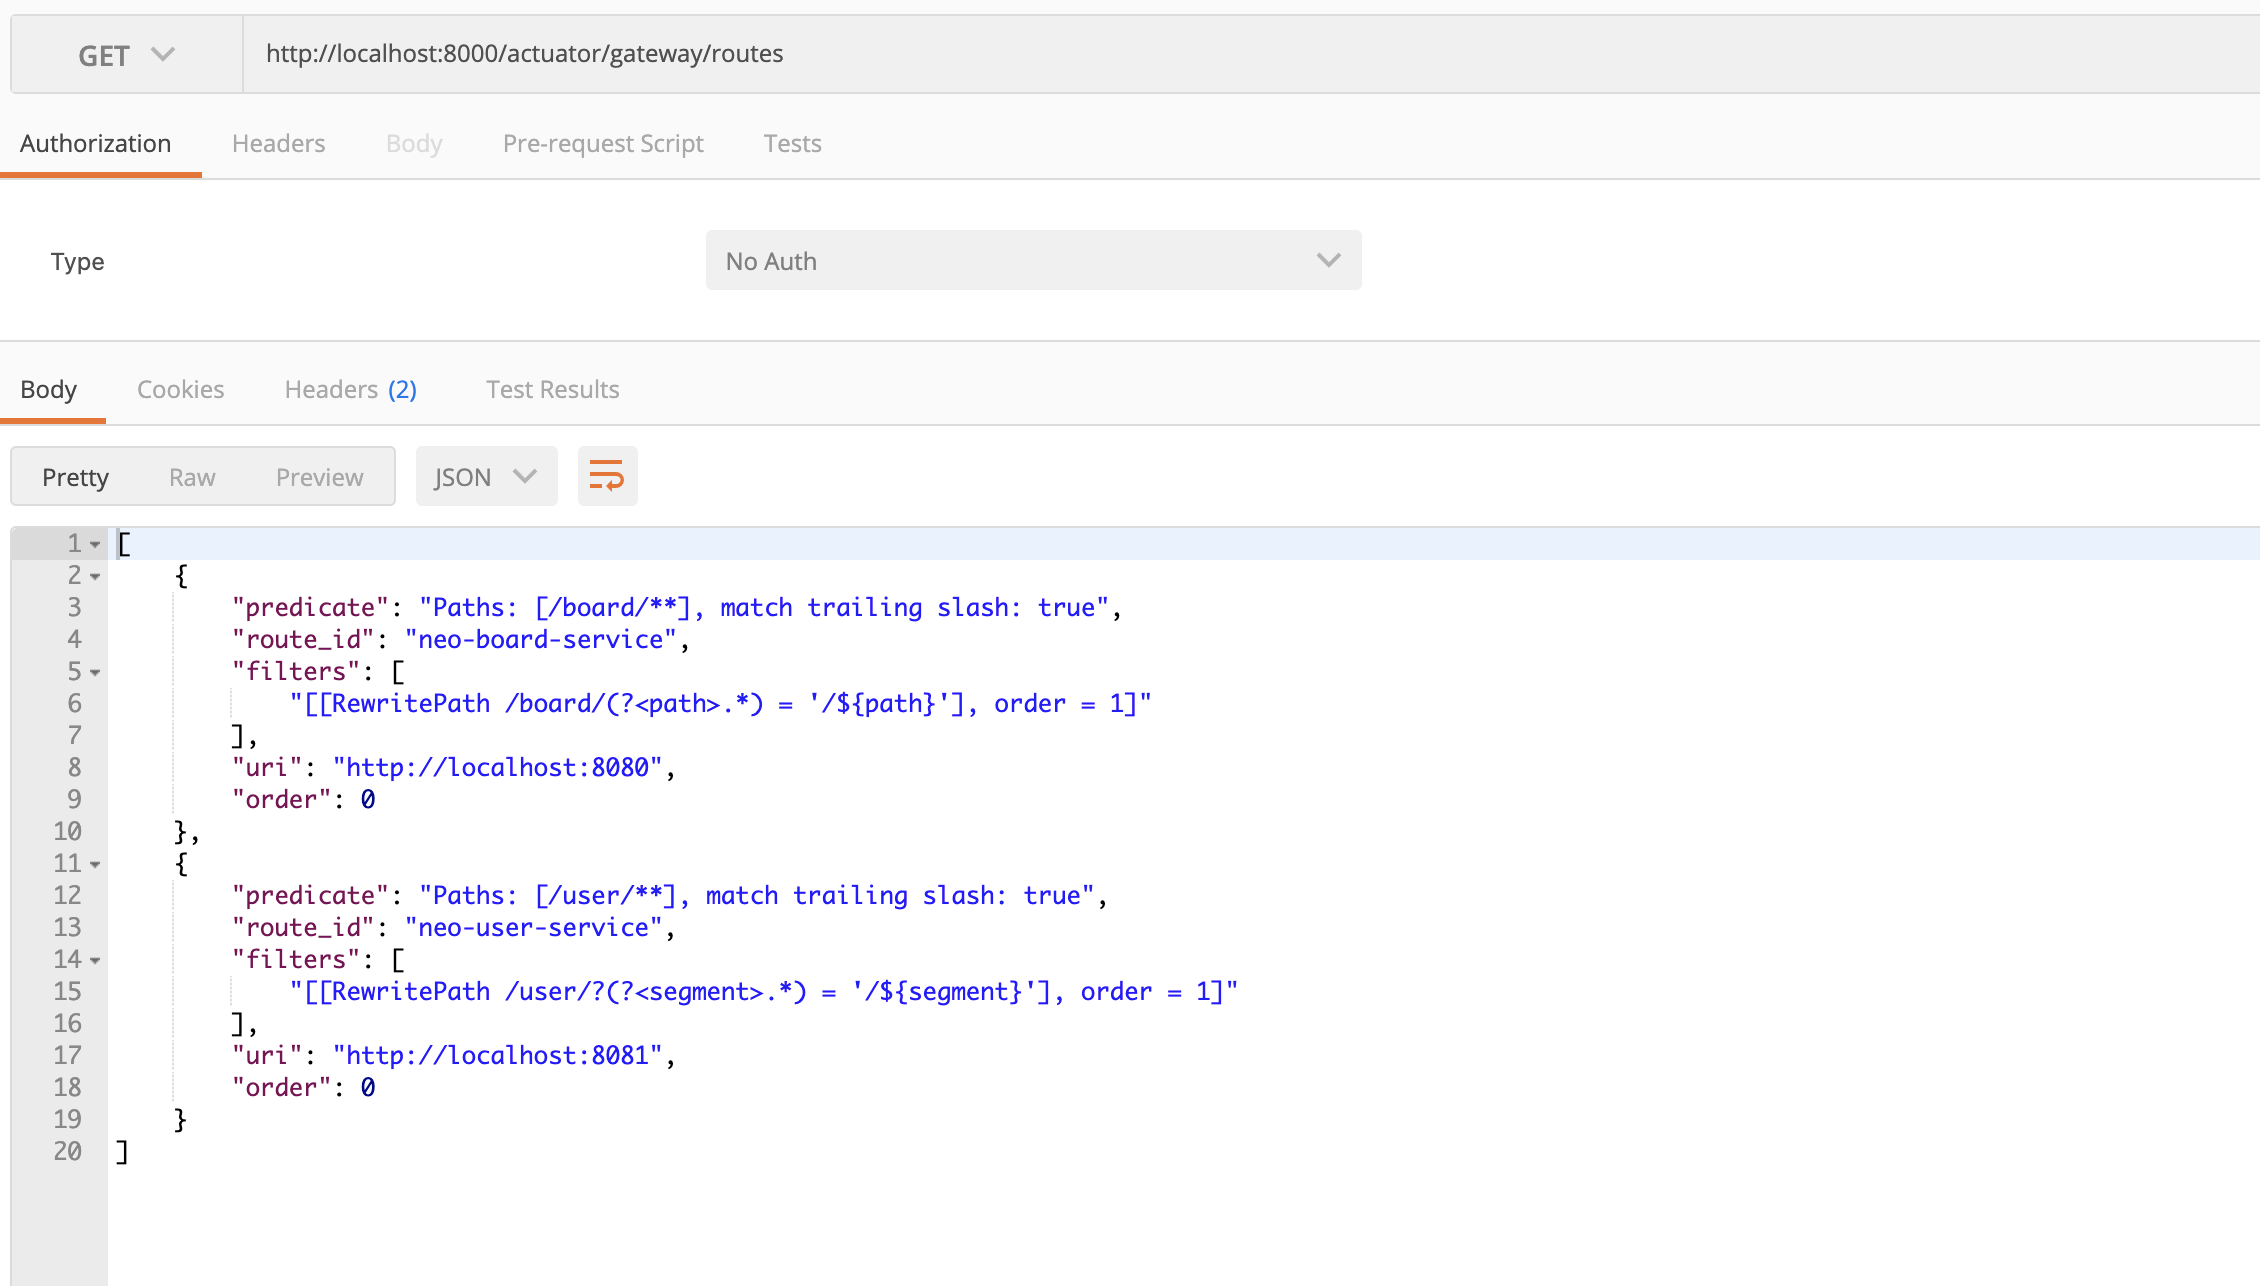 GET http://localhost:8000/actuator/gateway/routes
Authorization Headers Body Pre-request Script Tests
Type No Auth
Body Cookies Headers (2) Test Results
Pretty Raw Preview JSON
1 [
2 {
3 "predicate": "Paths: [/board/**], match trailing slash: true",
4 "route_id": "neo-board-service",
5 "filters": [
6 "[[RewritePath /board/(?<path>.*) = '/${path}'], order = 1]"
7 ],
8 "uri": "http://localhost:8080",
9 "order": 0
10 },
11 {
12 "predicate": "Paths: [/user/**], match trailing slash: true",
13 "route_id": "neo-user-service",
14 "filters": [
15 "[[RewritePath /user/?(?<segment>.*) = '/${segment}'], order = 1]"
16 ],
17 "uri": "http://localhost:8081",
18 "order": 0
19 }
20 ]